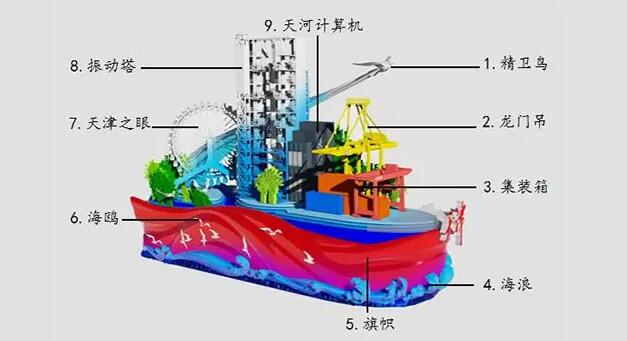 9. 天河计算机
8. 振动塔
1. 精卫鸟
7. 天津之眼
2. 龙门吊
3. 集装箱
6. 海鸥
4. 海浪
5. 旗帜